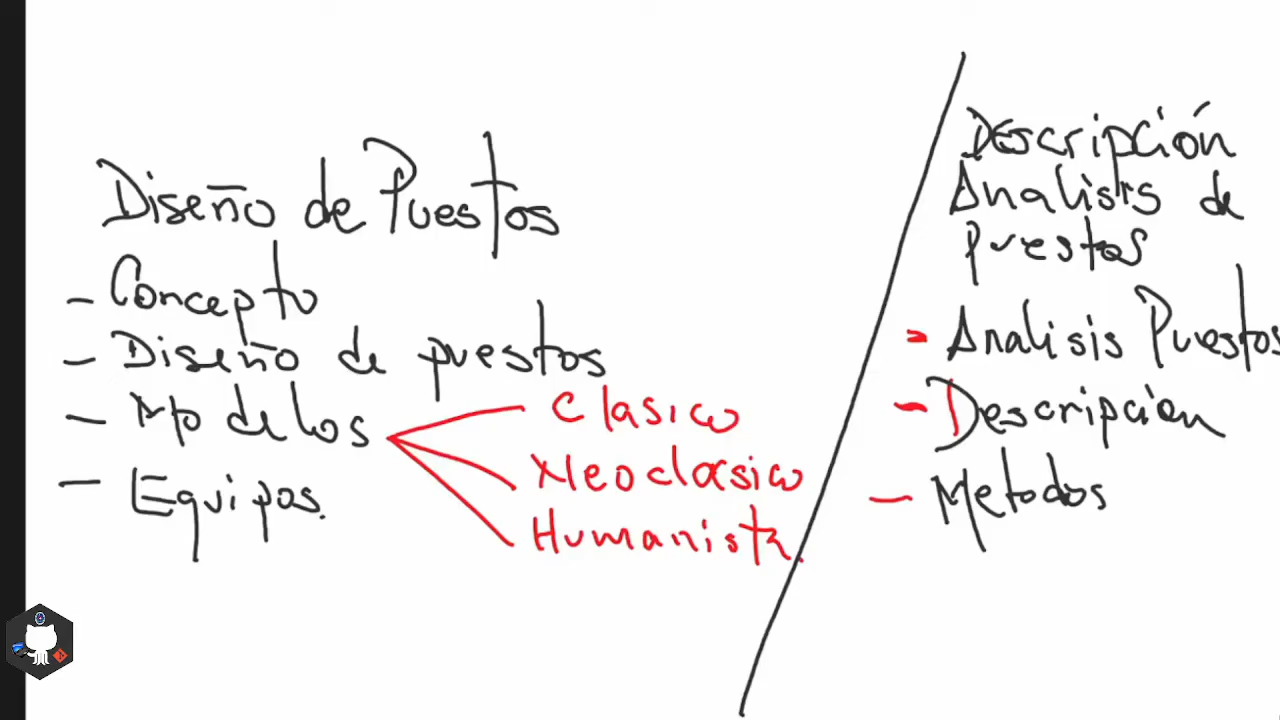 Diseño de Puestos
- Concepto
- Diseño de puestos
- Modelos
Clasico
Neoclasico
Humanista.
- Equipos.
Descripción
Analisis de
puestos
- Analisis Puestos
- Descripcion
- Metodos